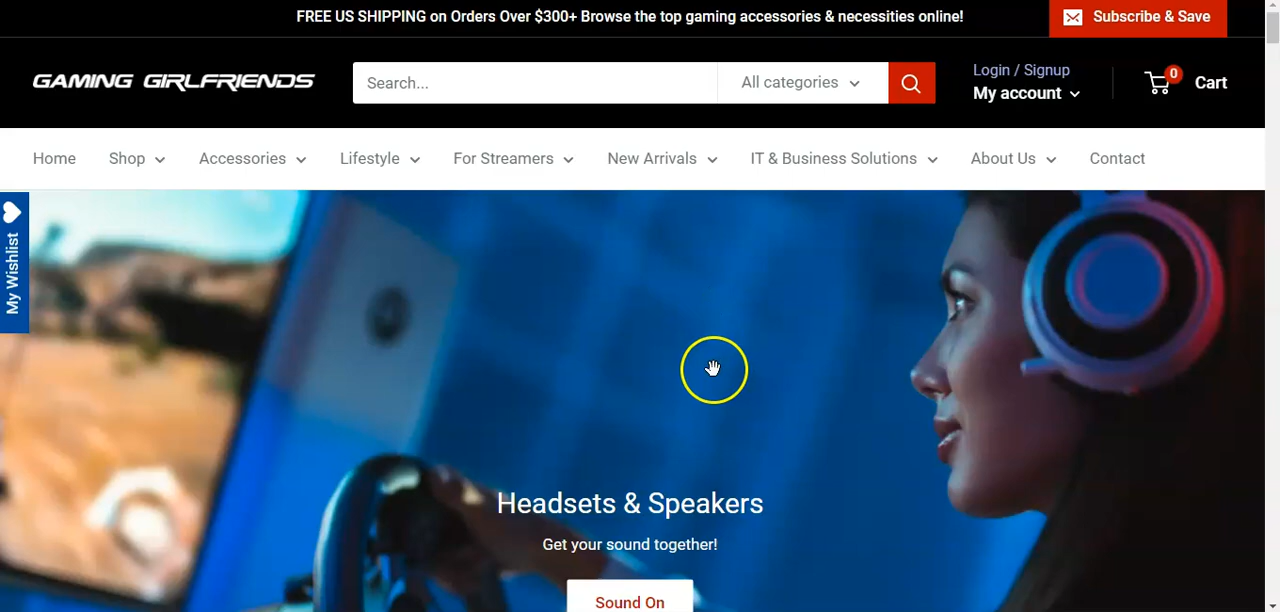 FREE US SHIPPING on Orders Over $300+ Browse the top gaming accessories & necessities online!
Subscribe & Save
GAMING GIRLFRIENDS
Search...
All categories
Login / Signup
My account
0
Cart
Home
Shop
Accessories
Lifestyle
For Streamers
New Arrivals
IT & Business Solutions
About Us
Contact
My Wishlist
Headsets & Speakers
Get your sound together!
Sound On